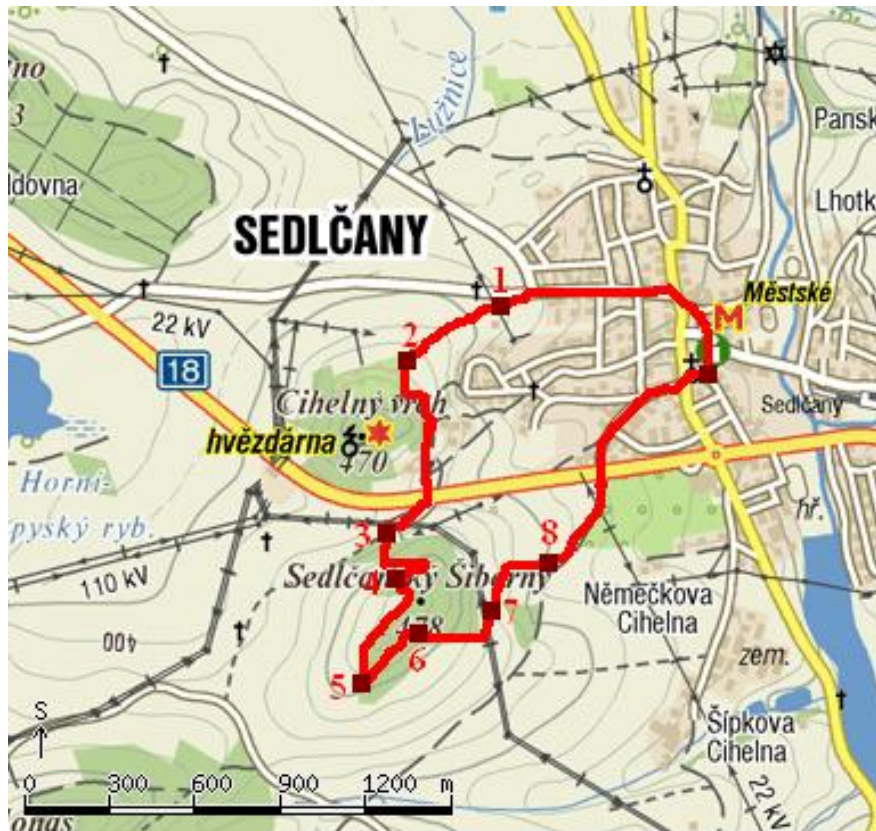 Lužnice
Pansk
Lhotk
SEDLČANY
1
Městské
M
22 kV
2
18
Cihelný vrch
Sedlčany
hvězdárna
470
Horní-
pyský ryb.
hř.
3
8
110 kV
4
Sedlčanský Šiberný
Němečkova
Cihelna
7
478
6
400
zem.
5
Šípkova
Cihelna
S
22 kV
0 300 600 900 1200 m